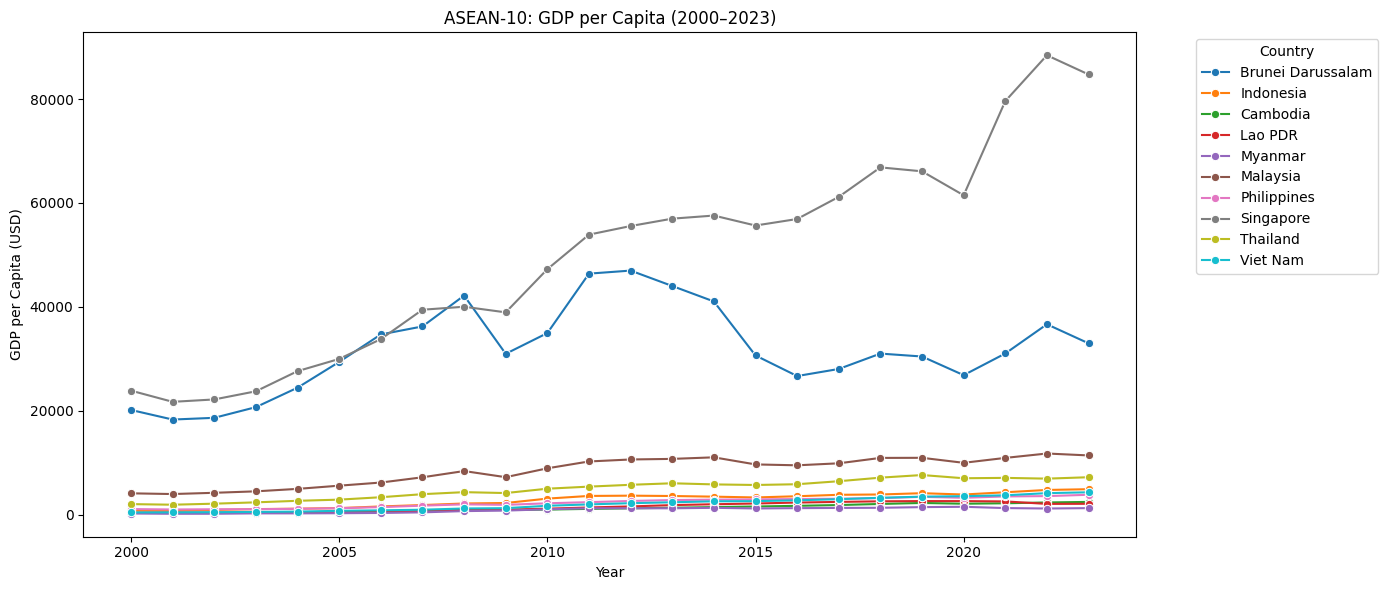 ASEAN-10: GDP per Capita (2000–2023)
GDP per Capita (USD)
80000
60000
40000
20000
0
2000
2005
2010
2015
2020
Year
Country
Brunei Darussalam
Indonesia
Cambodia
Lao PDR
Myanmar
Malaysia
Philippines
Singapore
Thailand
Viet Nam